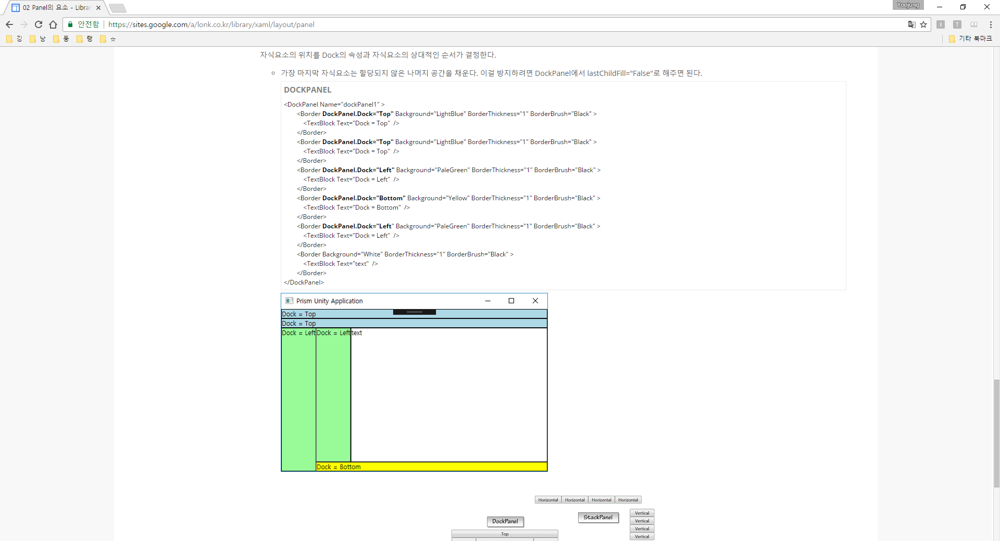 02 Panel의 요소 - Librar
Yoojung
안전함
https://sites.google.com/a/lonk.co.kr/library/xaml/layout/panel
깅 낭 둥 랭 ☆ 기타 북마크
자식요소의 위치를 Dock의 속성과 자식요소의 상대적인 순서가 결정한다.
가장 마지막 자식요소는 할당되지 않은 나머지 공간을 채운다. 이걸 방지하려면 DockPanel에서 lastChildFill="False"로 해주면 된다.
DOCKPANEL
<DockPanel Name="dockPanel1" >
<Border DockPanel.Dock="Top" Background="LightBlue" BorderThickness="1" BorderBrush="Black" >
<TextBlock Text="Dock = Top" />
</Border>
<Border DockPanel.Dock="Top" Background="LightBlue" BorderThickness="1" BorderBrush="Black" >
<TextBlock Text="Dock = Top" />
</Border>
<Border DockPanel.Dock="Left" Background="PaleGreen" BorderThickness="1" BorderBrush="Black" >
<TextBlock Text="Dock = Left" />
</Border>
<Border DockPanel.Dock="Bottom" Background="Yellow" BorderThickness="1" BorderBrush="Black" >
<TextBlock Text="Dock = Bottom" />
</Border>
<Border DockPanel.Dock="Left" Background="PaleGreen" BorderThickness="1" BorderBrush="Black" >
<TextBlock Text="Dock = Left" />
</Border>
<Border Background="White" BorderThickness="1" BorderBrush="Black" >
<TextBlock Text="text" />
</Border>
</DockPanel>
Prism Unity Application
Dock = Top
Dock = Top
Dock = Left Dock = Left text
Dock = Bottom
Horizontal Horizontal Horizontal Horizontal
DockPanel
StackPanel
Vertical
Vertical
Vertical
Vertical
Top